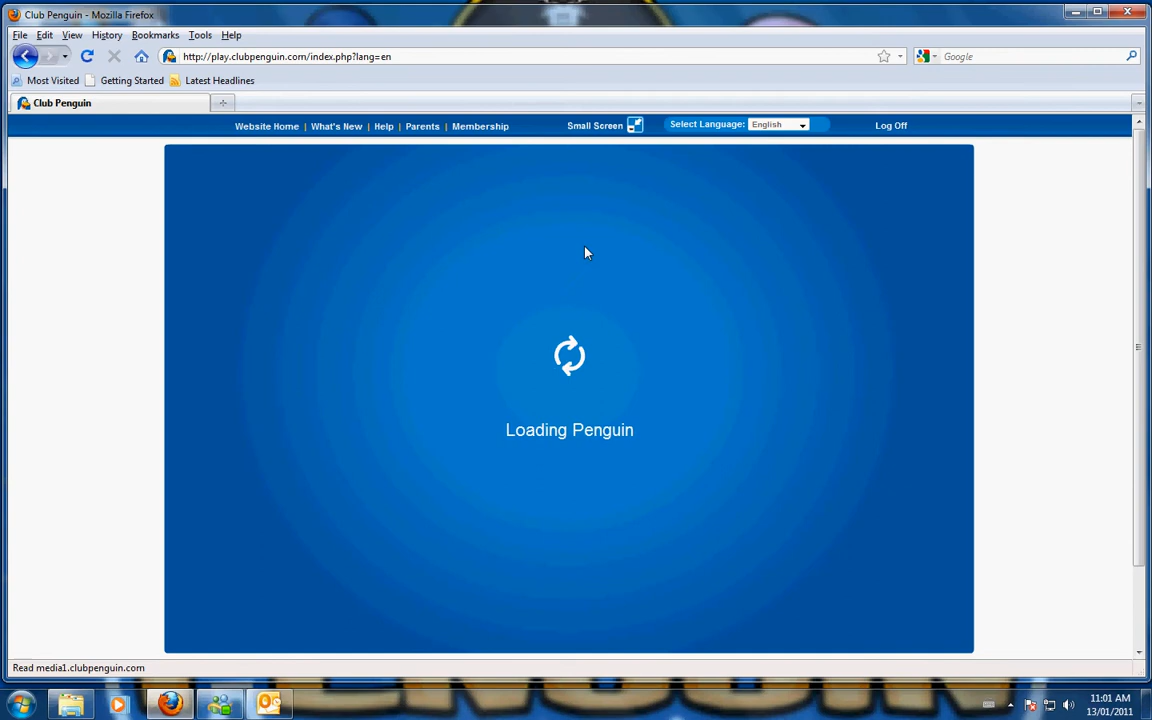 Club Penguin - Mozilla Firefox
File Edit View History Bookmarks Tools Help
http://play.clubpenguin.com/index.php?lang=en
Google
Most Visited Getting Started Latest Headlines
Club Penguin
Website Home | What's New | Help | Parents | Membership Small Screen Select Language: English Log Off
Loading Penguin
Read media1.clubpenguin.com
11:01 AM
13/01/2011